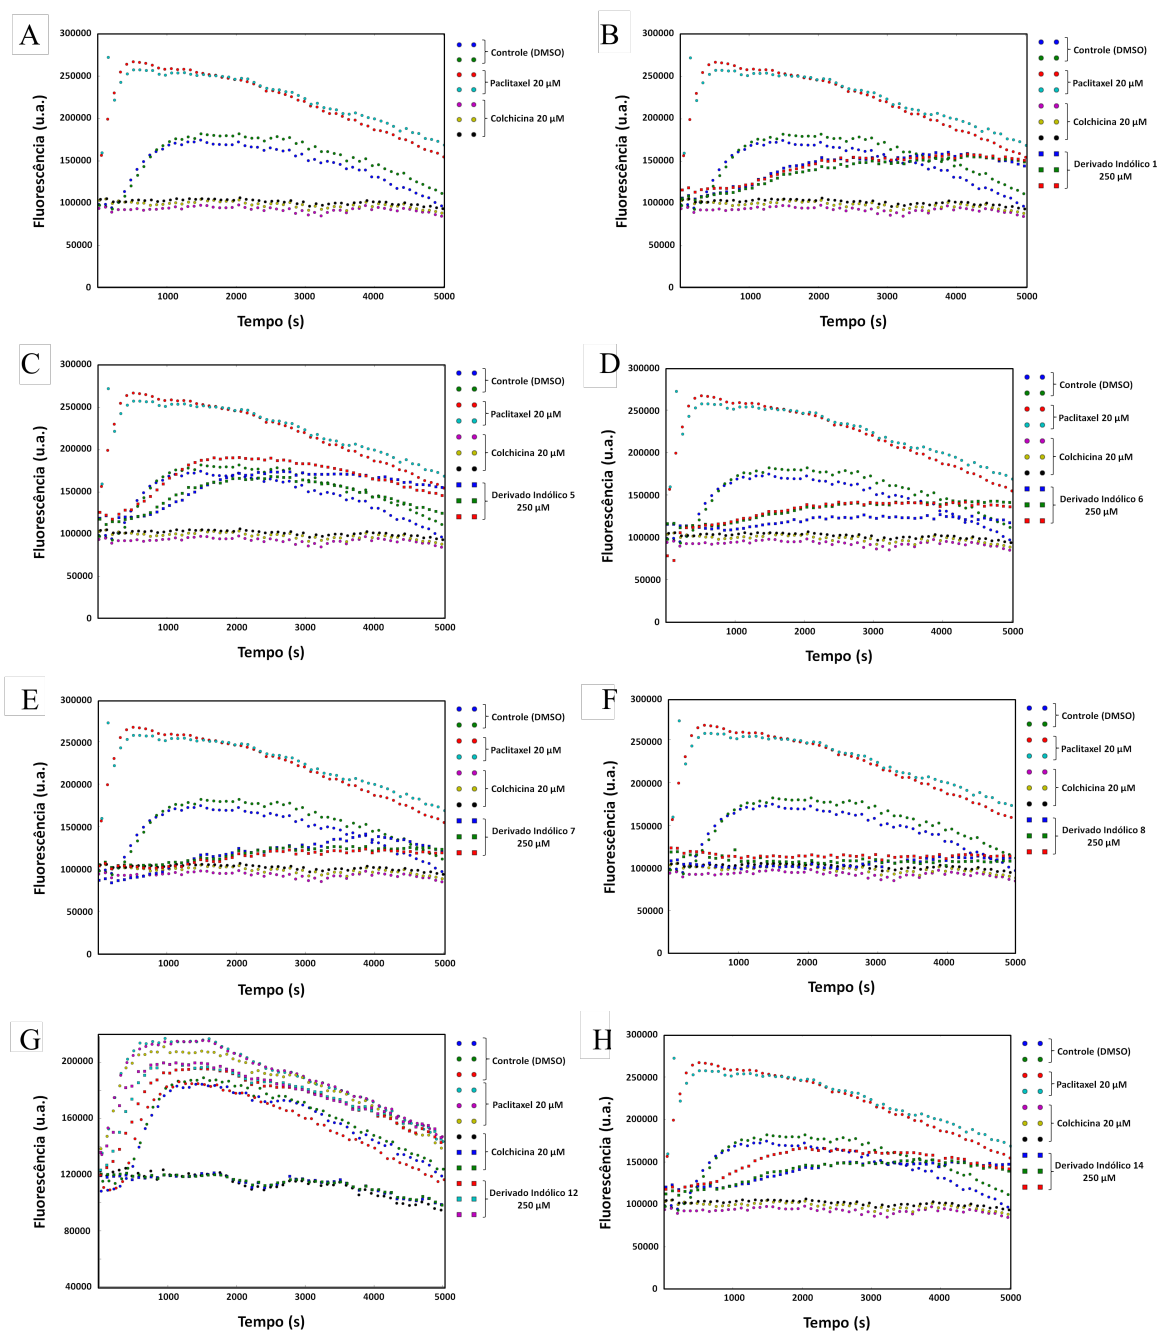 A
Fluorescência (u.a.)
300000
250000
200000
150000
100000
50000
0
1000
2000
3000
4000
5000
Tempo (s)
Controle (DMSO)
Paclitaxel 20 µM
Colchicina 20 µM
B
Fluorescência (u.a.)
300000
250000
200000
150000
100000
50000
0
1000
2000
3000
4000
5000
Tempo (s)
Controle (DMSO)
Paclitaxel 20 µM
Colchicina 20 µM
Derivado Indólico 1
250 µM
C
Fluorescência (u.a.)
300000
250000
200000
150000
100000
50000
0
1000
2000
3000
4000
5000
Tempo (s)
Controle (DMSO)
Paclitaxel 20 µM
Colchicina 20 µM
Derivado Indólico 5
250 µM
D
Fluorescência (u.a.)
300000
250000
200000
150000
100000
50000
0
1000
2000
3000
4000
5000
Tempo (s)
Controle (DMSO)
Paclitaxel 20 µM
Colchicina 20 µM
Derivado Indólico 6
250 µM
E
Fluorescência (u.a.)
300000
250000
200000
150000
100000
50000
0
1000
2000
3000
4000
5000
Tempo (s)
Controle (DMSO)
Paclitaxel 20 µM
Colchicina 20 µM
Derivado Indólico 7
250 µM
F
Fluorescência (u.a.)
300000
250000
200000
150000
100000
50000
0
1000
2000
3000
4000
5000
Tempo (s)
Controle (DMSO)
Paclitaxel 20 µM
Colchicina 20 µM
Derivado Indólico 8
250 µM
G
Fluorescência (u.a.)
200000
160000
120000
80000
40000
1000
2000
3000
4000
5000
Tempo (s)
Controle (DMSO)
Paclitaxel 20 µM
Colchicina 20 µM
Derivado Indólico 12
250 µM
H
Fluorescência (u.a.)
300000
250000
200000
150000
100000
50000
0
1000
2000
3000
4000
5000
Tempo (s)
Controle (DMSO)
Paclitaxel 20 µM
Colchicina 20 µM
Derivado Indólico 14
250 µM